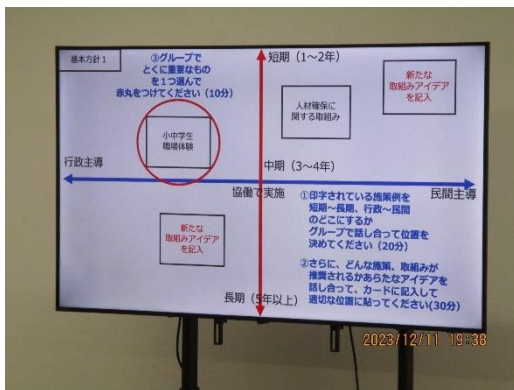 基本方針1
③グループで
とくに重要なもの
を1つ選んで
赤丸をつけてください（10分）
短期（1～2年）
新たな
取組みアイデア
を記入
人材確保に
関する取組み
小中学生
職場体験
中期（3～4年）
行政主導
協働で実施
民間主導
①印字されている施策例を
短期～長期、行政～民間
のどこにするか
グループで話し合って位置を
決めてください（20分）
新たな
取組みアイデア
を記入
②さらに、どんな施策、取組みが
推奨されるかあらたなアイデアを
話し合って、カードに記入して
適切な位置に貼ってください(30分)
長期（5年以上）
2023/12/11 19:38